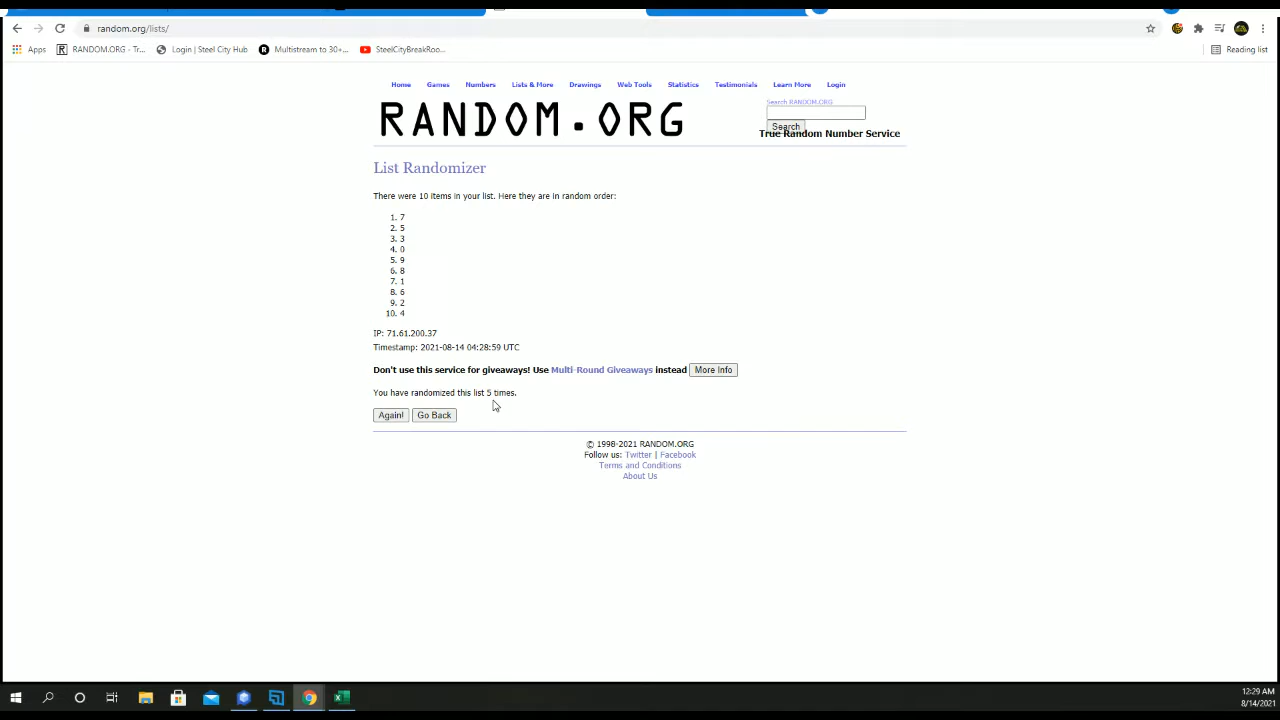 random.org/lists/
Apps
RANDOM.ORG - Tr...
Login | Steel City Hub
Multistream to 30+...
SteelCityBreakRoo...
Reading list
Home
Games
Numbers
Lists & More
Drawings
Web Tools
Statistics
Testimonials
Learn More
Login
RANDOM.ORG
Search RANDOM.ORG
Search
True Random Number Service
List Randomizer
There were 10 items in your list. Here they are in random order:
1. 7
2. 5
3. 3
4. 0
5. 9
6. 8
7. 1
8. 6
9. 2
10. 4
IP: 71.61.200.37
Timestamp: 2021-08-14 04:28:59 UTC
Don't use this service for giveaways! Use Multi-Round Giveaways instead More Info
You have randomized this list 5 times.
Again! Go Back
© 1998-2021 RANDOM.ORG
Follow us: Twitter | Facebook
Terms and Conditions
About Us
12:29 AM
8/14/2021